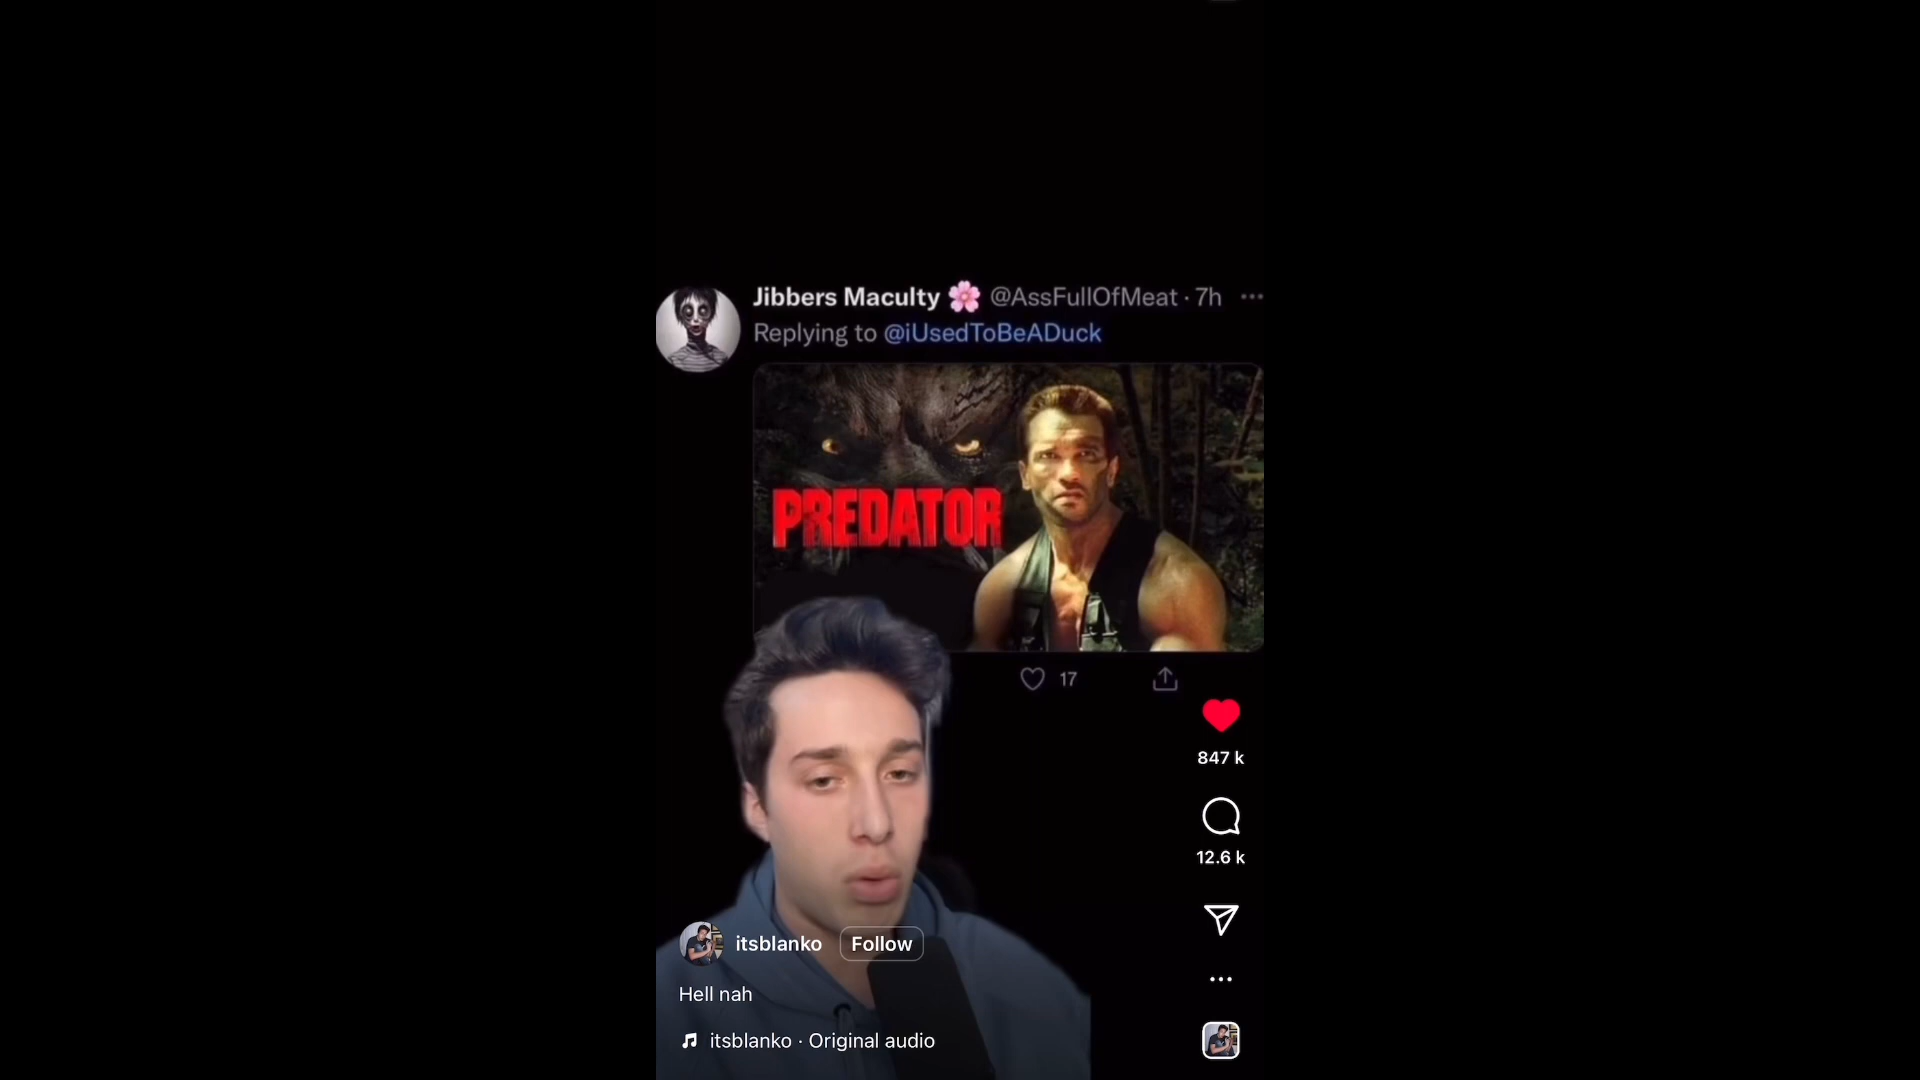 Jibbers Maculty 🌸 @AssFullOfMeat · 7h
Replying to @iUsedToBeADuck
PREDATOR
17
847 k
12.6 k
itsblanko Follow
Hell nah
itsblanko · Original audio